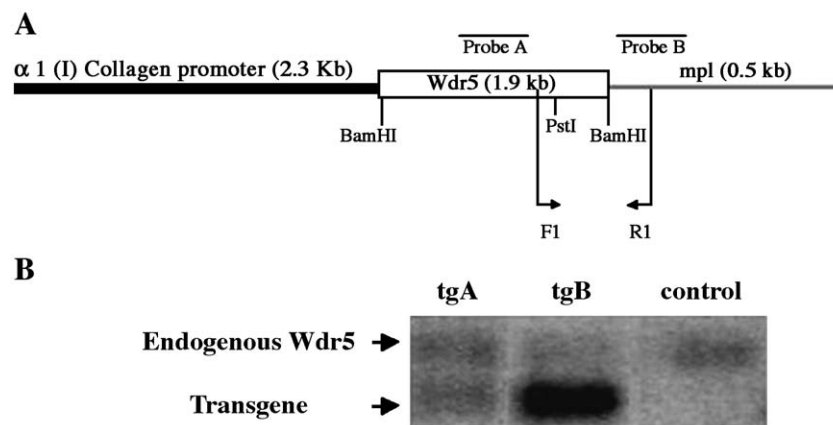 A
Probe A
Probe B
α 1 (I) Collagen promoter (2.3 Kb)
Wdr5 (1.9 kb)
mpl (0.5 kb)
BamHI
PstI
BamHI
F1
R1
B
tgA
tgB
control
Endogenous Wdr5
Transgene